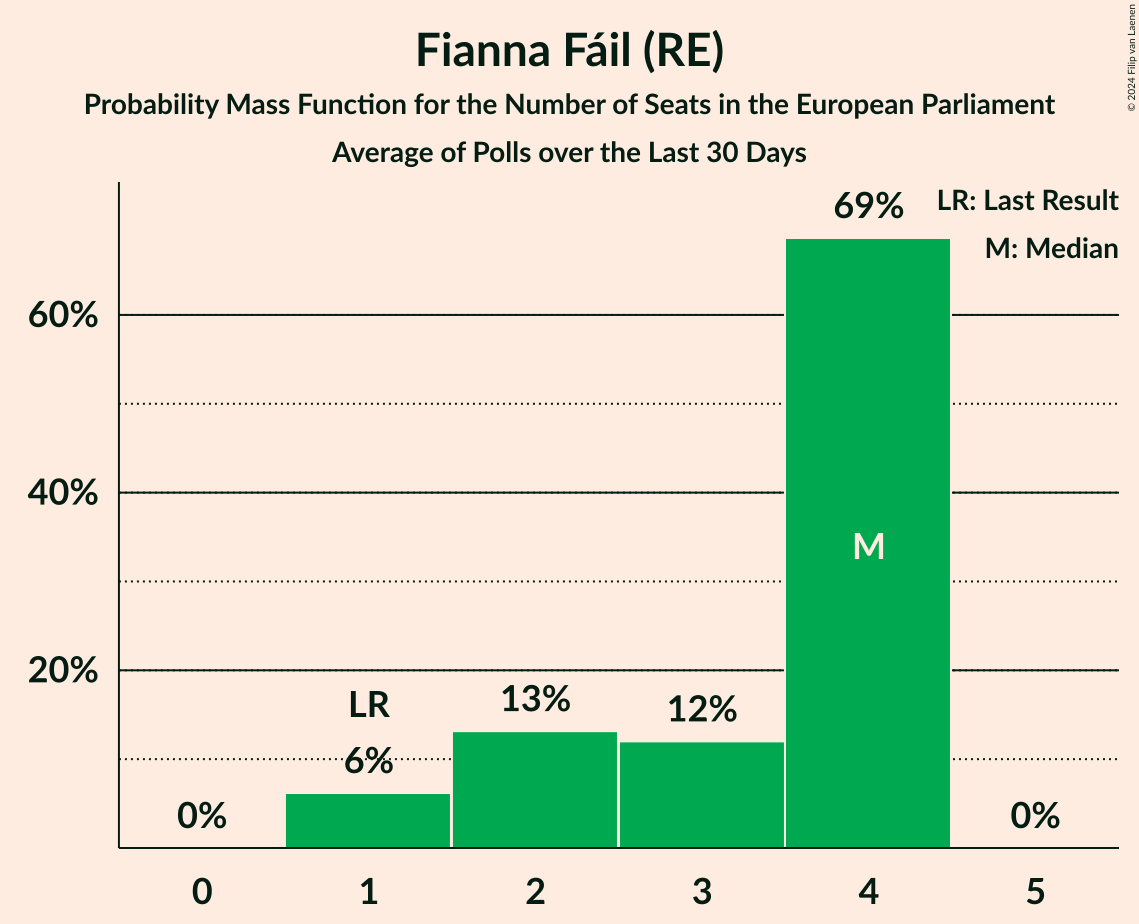 Fianna Fáil (RE)
Probability Mass Function for the Number of Seats in the European Parliament
Average of Polls over the Last 30 Days
© 2024 Filip van Laenen
LR: Last Result
M: Median
60%
40%
20%
0%
LR
6%
13%
12%
69%
M
0%
0
1
2
3
4
5